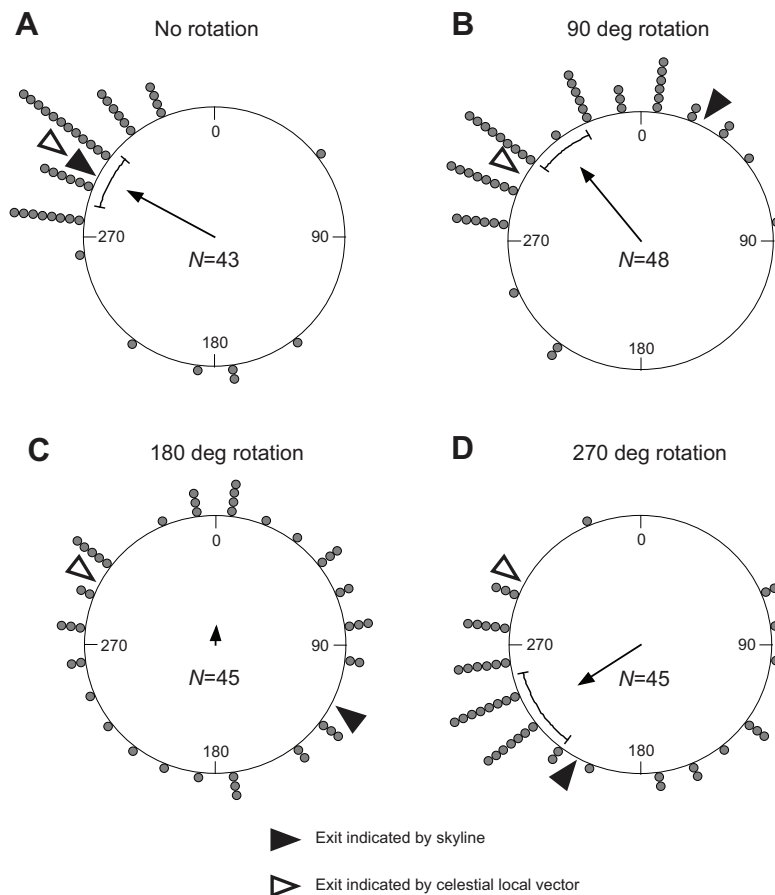 A No rotation
B 90 deg rotation
0
270 90
N=43
180
0
270 90
N=48
180
C 180 deg rotation
D 270 deg rotation
0
270 90
N=45
180
0
270 90
N=45
180
Exit indicated by skyline
Exit indicated by celestial local vector